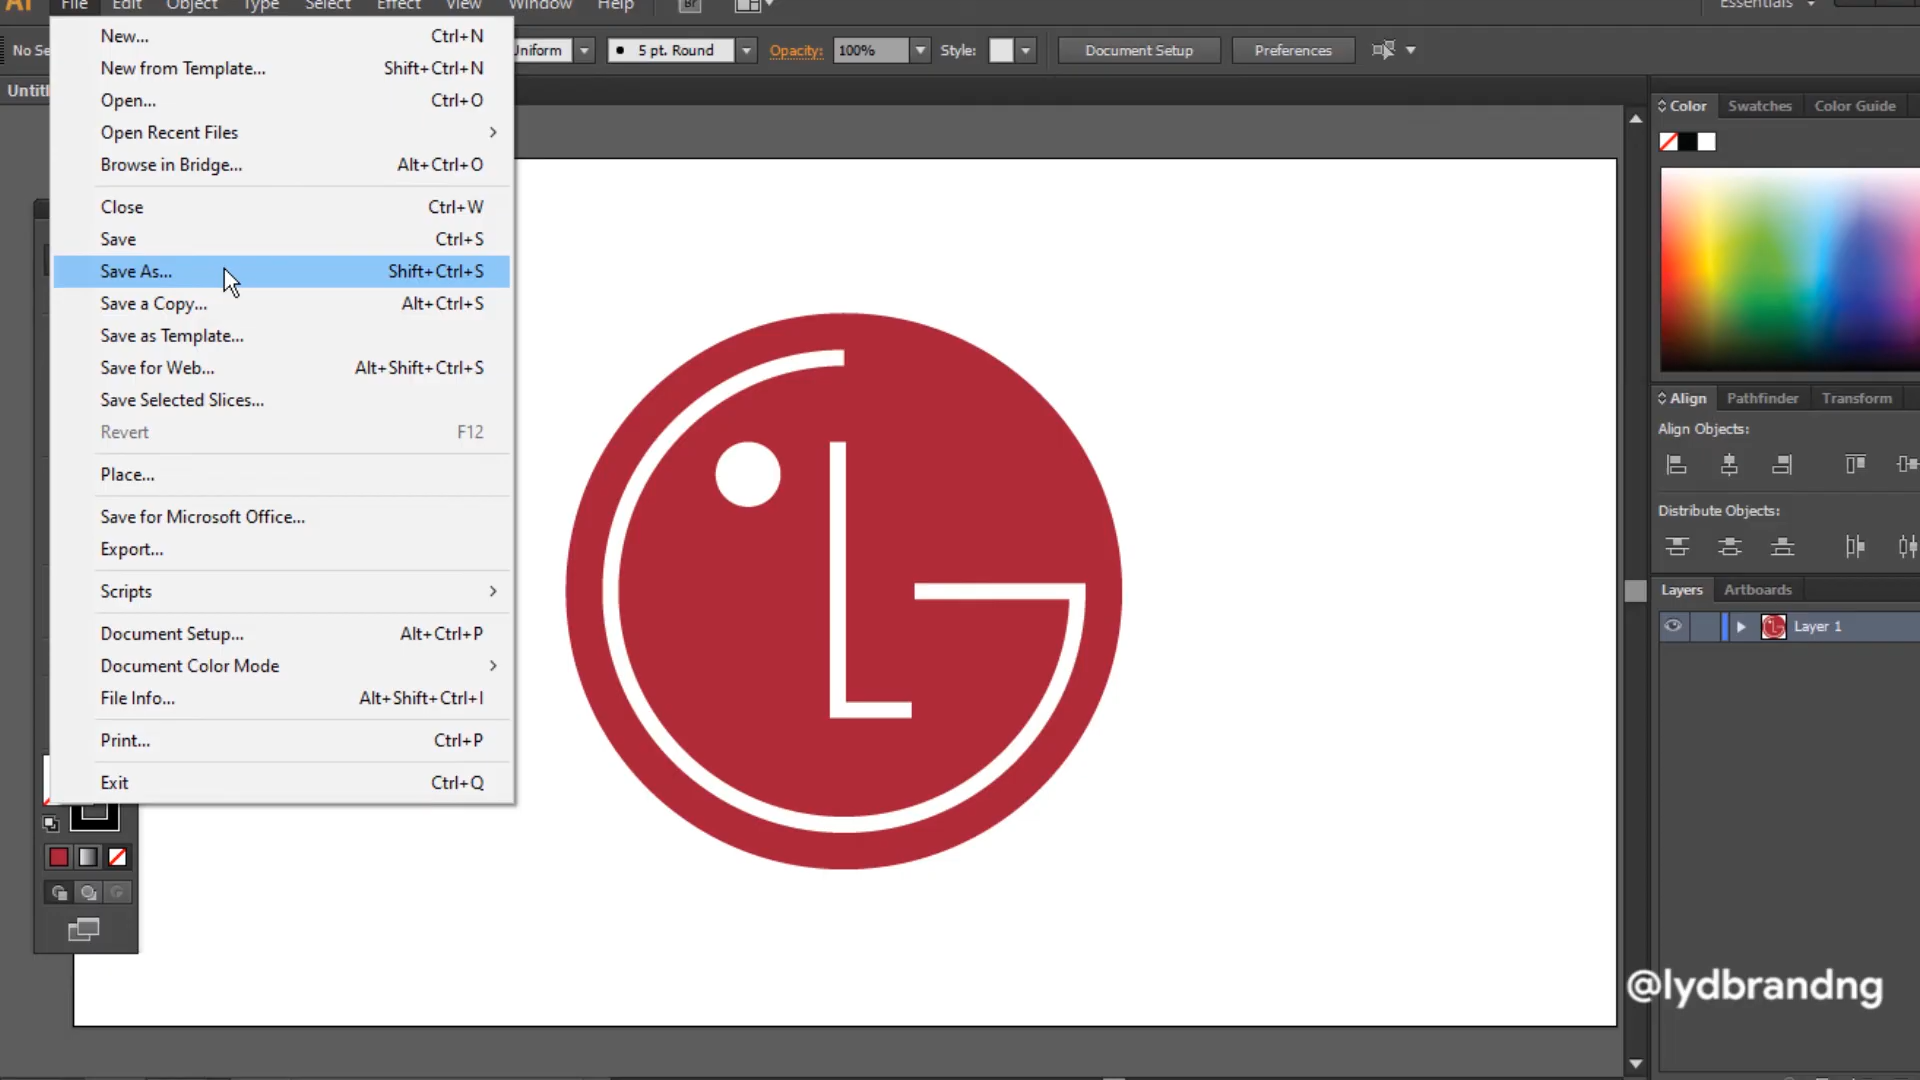 Ai File Edit Object Type Select Effect View Window Help Br Essentials
No Se Uniform 5 pt. Round Opacity: 100% Style: Document Setup Preferences
Untitl
New... Ctrl+N
New from Template... Shift+Ctrl+N
Open... Ctrl+O
Open Recent Files
Browse in Bridge... Alt+Ctrl+O
Close Ctrl+W
Save Ctrl+S
Save As... Shift+Ctrl+S
Save a Copy... Alt+Ctrl+S
Save as Template...
Save for Web... Alt+Shift+Ctrl+S
Save Selected Slices...
Revert F12
Place...
Save for Microsoft Office...
Export...
Scripts
Document Setup... Alt+Ctrl+P
Document Color Mode
File Info... Alt+Shift+Ctrl+I
Print... Ctrl+P
Exit Ctrl+Q
LG
Color Swatches Color Guide
Align Pathfinder Transform
Align Objects:
Distribute Objects:
Layers Artboards
Layer 1
@lydbrandng